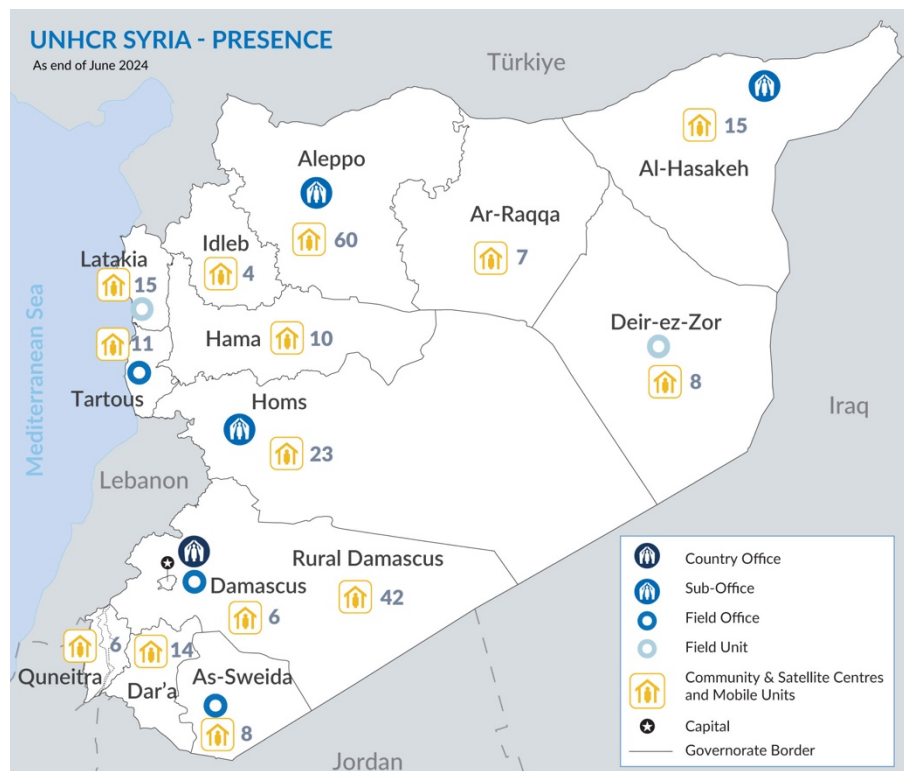 UNHCR SYRIA - PRESENCE
As end of June 2024
Türkiye
15
Al-Hasakeh
Aleppo
60
Ar-Raqqa
7
Idleb
4
Latakia
15
Mediterranean Sea
11
Tartous
Hama
10
Deir-ez-Zor
8
Iraq
Homs
23
Lebanon
Rural Damascus
42
Damascus
6
6
Quneitra
14
Dar'a
As-Sweida
8
Jordan
Country Office
Sub-Office
Field Office
Field Unit
Community & Satellite Centres
and Mobile Units
Capital
Governorate Border